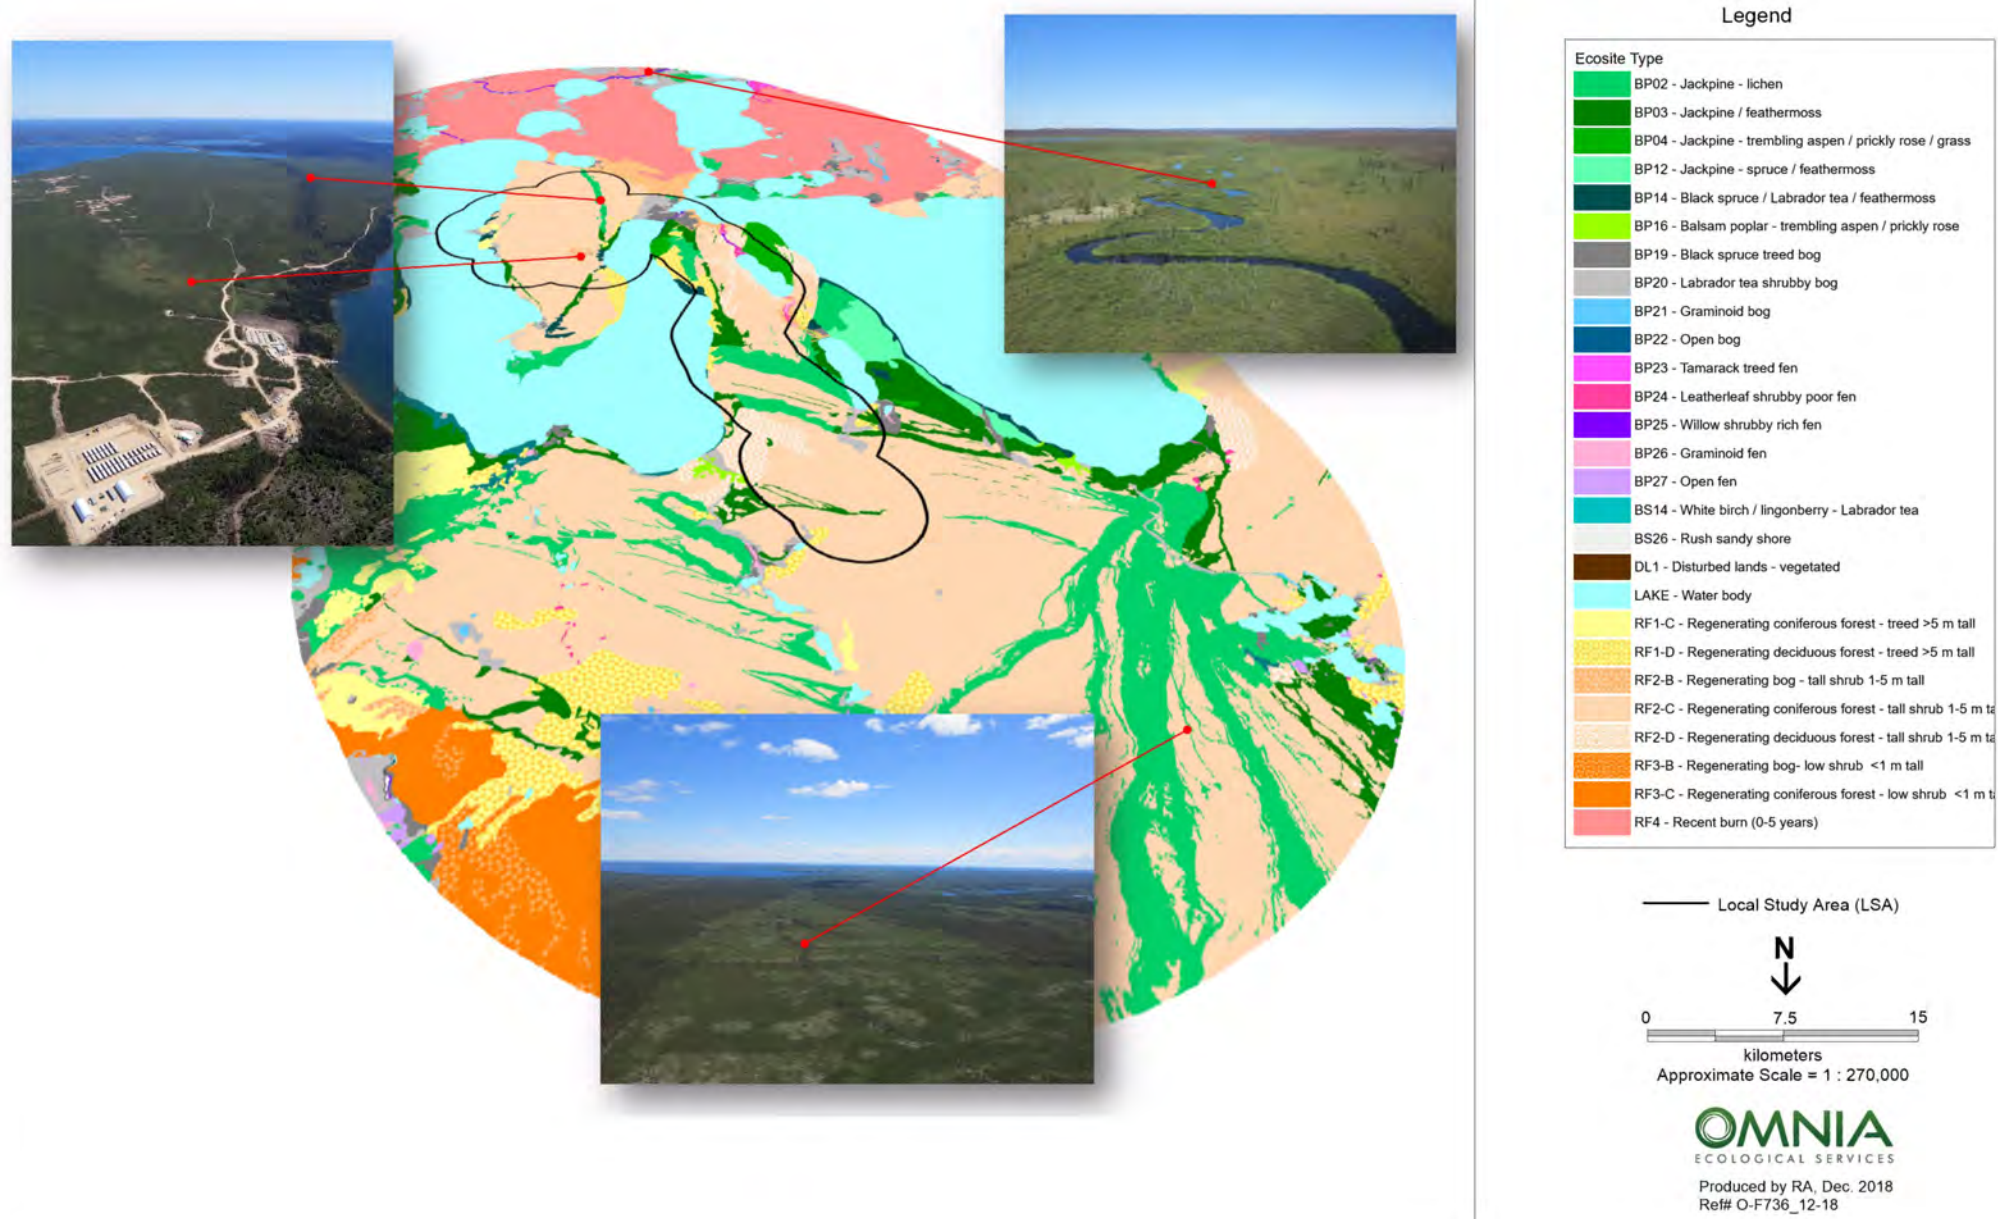 Legend
Ecosite Type
BP02 - Jackpine - lichen
BP03 - Jackpine / feathermoss
BP04 - Jackpine - trembling aspen / prickly rose / grass
BP12 - Jackpine - spruce / feathermoss
BP14 - Black spruce / Labrador tea / feathermoss
BP16 - Balsam poplar - trembling aspen / prickly rose
BP19 - Black spruce treed bog
BP20 - Labrador tea shrubby bog
BP21 - Graminoid bog
BP22 - Open bog
BP23 - Tamarack treed fen
BP24 - Leatherleaf shrubby poor fen
BP25 - Willow shrubby rich fen
BP26 - Graminoid fen
BP27 - Open fen
BS14 - White birch / lingonberry - Labrador tea
BS26 - Rush sandy shore
DL1 - Disturbed lands - vegetated
LAKE - Water body
RF1-C - Regenerating coniferous forest - treed >5 m tall
RF1-D - Regenerating deciduous forest - treed >5 m tall
RF2-B - Regenerating bog - tall shrub 1-5 m tall
RF2-C - Regenerating coniferous forest - tall shrub 1-5 m ta
RF2-D - Regenerating deciduous forest - tall shrub 1-5 m ta
RF3-B - Regenerating bog- low shrub <1 m tall
RF3-C - Regenerating coniferous forest - low shrub <1 m ta
RF4 - Recent burn (0-5 years)
Local Study Area (LSA)
N
0 7.5 15
kilometers
Approximate Scale = 1 : 270,000
OMNIA
ECOLOGICAL SERVICES
Produced by RA, Dec. 2018
Ref# O-F736_12-18